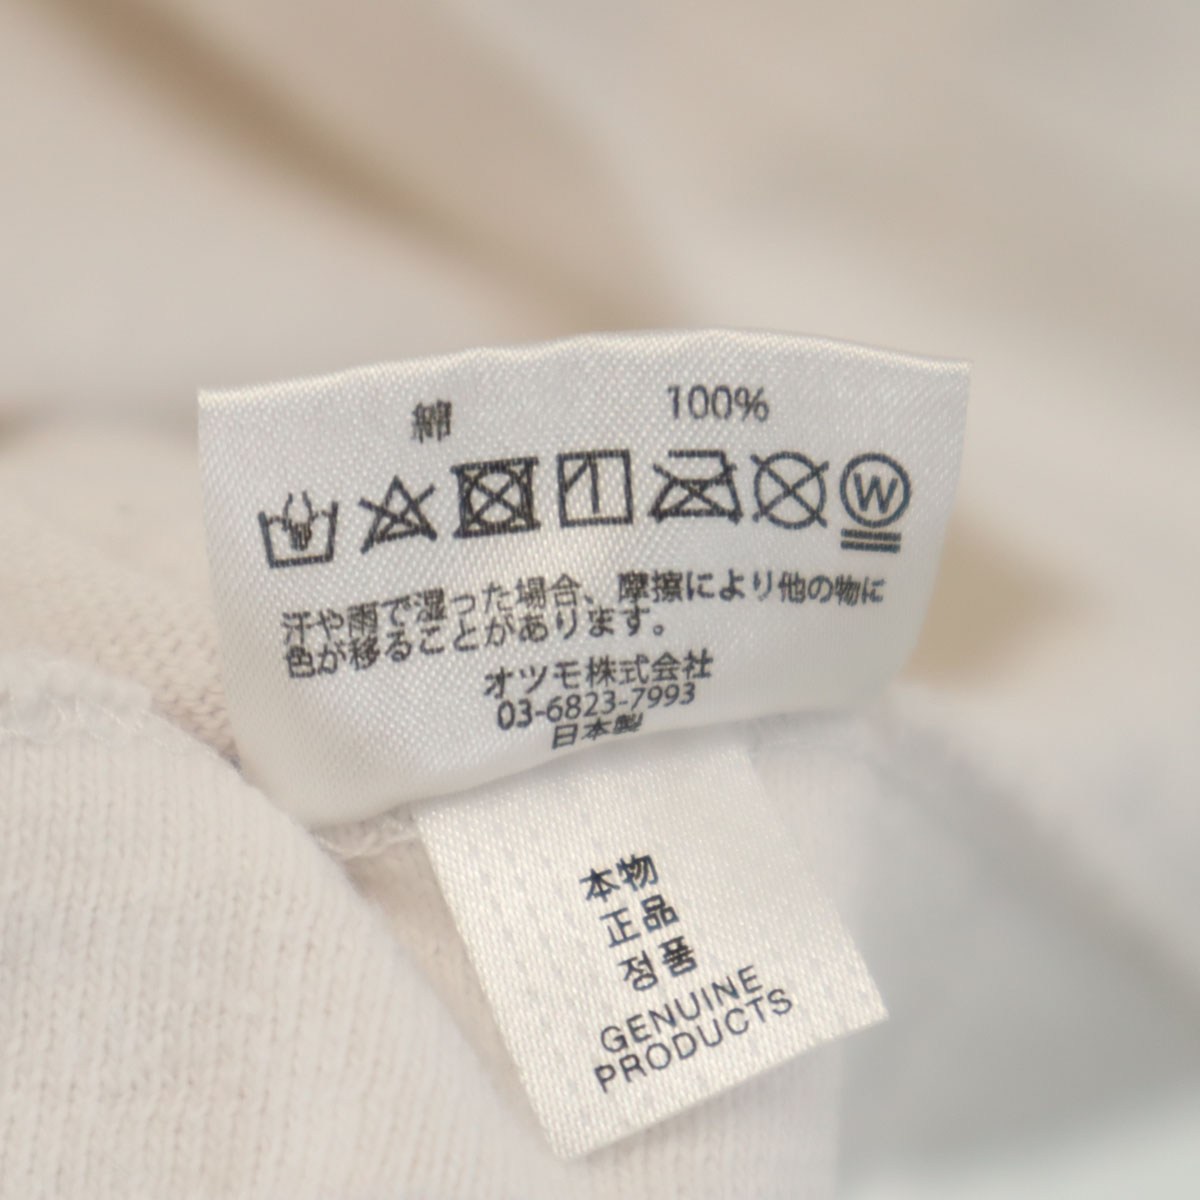 綿 100%
W
汗や雨で湿った場合、摩擦により他の物に
色が移ることがあります。
オツモ株式会社
03-6823-7993
日本製
本物
正品
정품
GENUINE
PRODUCTS